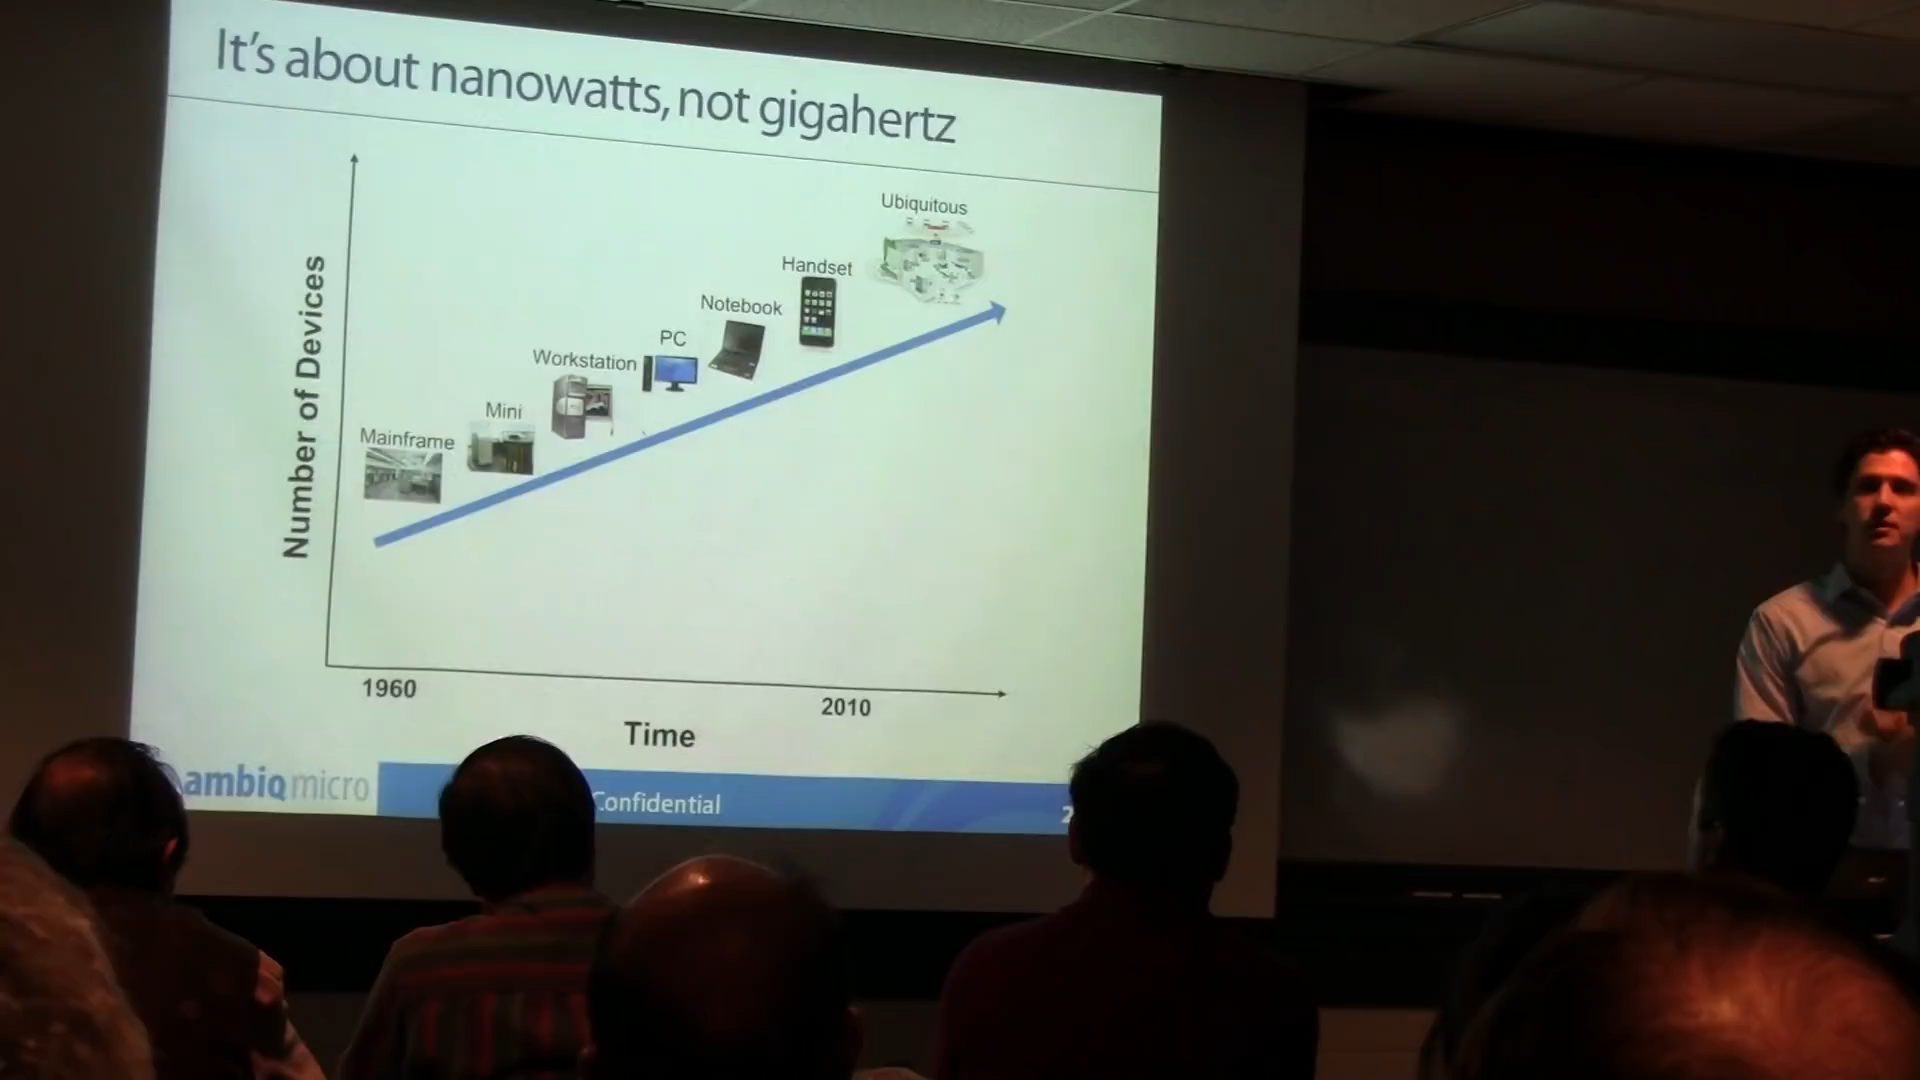 It's about nanowatts, not gigahertz
Ubiquitous
Handset
Notebook
PC
Workstation
Mini
Mainframe
Number of Devices
1960
2010
Time
ambiq micro
Confidential
2